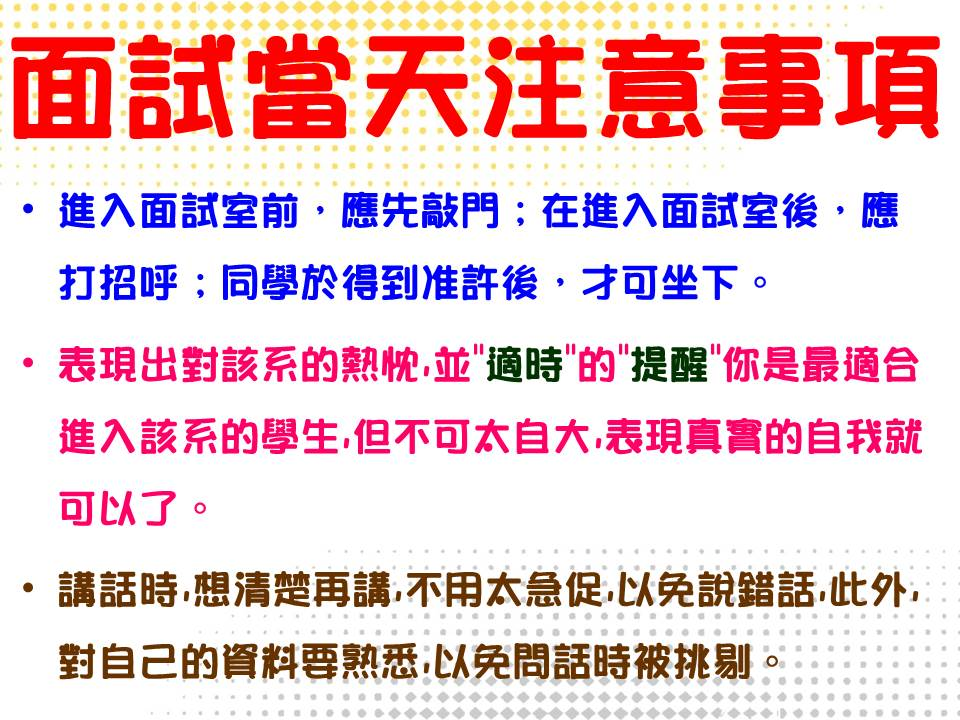 面試當天注意事項
• 進入面試室前，應先敲門；在進入面試室後，應
打招呼；同學於得到准許後，才可坐下。
• 表現出對該系的熱忱,並"適時"的"提醒"你是最適合
進入該系的學生,但不可太自大,表現真實的自我就
可以了。
• 講話時,想清楚再講,不用太急促,以免說錯話,此外,
對自己的資料要熟悉,以免問話時被挑剔。